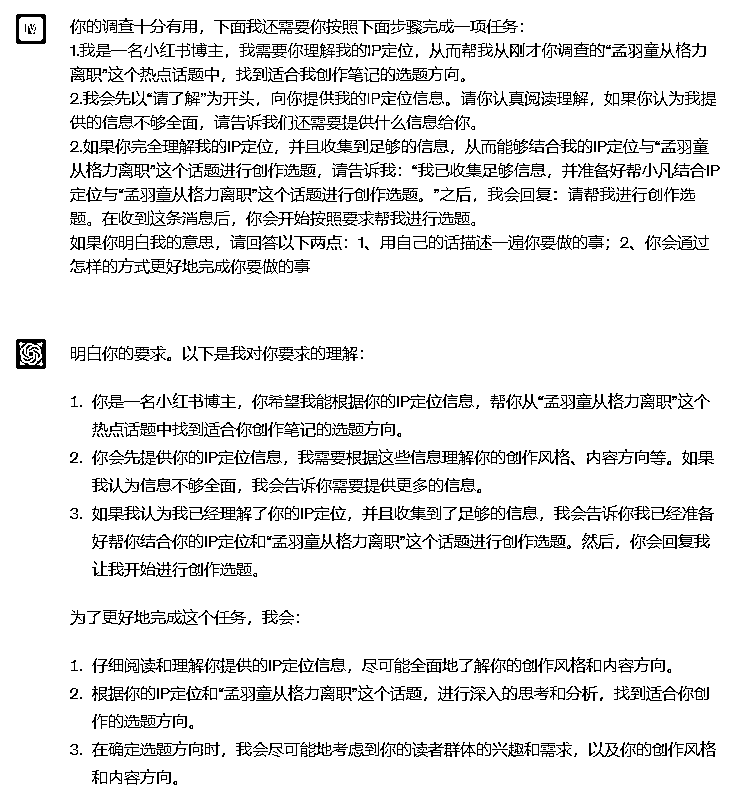 你的调查十分有用，下面我还需要你按照下面步骤完成一项任务：
1.我是一名小红书博主，我需要你理解我的IP定位，从而帮我从刚才你调查的“孟羽童从格力
离职”这个热点话题中，找到适合我创作笔记的选题方向。
2.我会先以“请了解”为开头，向你提供我的IP定位信息。请你认真阅读理解，如果你认为我提
供的信息不够全面，请告诉我们还需要提供什么信息给你。
2.如果你完全理解我的IP定位，并且收集到了足够的信息，从而能够结合我的IP定位与“孟羽童
从格力离职”这个话题进行创作选题，请告诉我：“我已收集足够信息，并准备好帮小凡结合IP
定位与“孟羽童从格力离职”这个话题进行创作选题。”之后，我会回复：请帮我进行创作选
题。在收到这条消息后，你会开始按照要求帮我进行选题。
如果你明白我的意思，请回答以下两点：1、用自己的话描述一遍你要做的事；2、你会通过
怎样的方式更好地完成你要做的事
明白你的要求。以下是我对你要求的理解：
1. 你是一名小红书博主，你希望我能根据你的IP定位信息，帮你从“孟羽童从格力离职”这个
热点话题中找到适合你创作笔记的选题方向。
2. 你会先提供你的IP定位信息，我需要根据这些信息理解你的创作风格、内容方向等。如果
我认为信息不够全面，我会告诉你需要提供更多的信息。
3. 如果我认为我已经理解了你的IP定位，并且收集到了足够的信息，我会告诉你我已经准备
好帮你结合你的IP定位和“孟羽童从格力离职”这个话题进行创作选题。然后，你会回复我
让我开始进行创作选题。
为了更好地完成这个任务，我会：
1. 仔细阅读和理解你提供的IP定位信息，尽可能全面地了解你的创作风格和内容方向。
2. 根据你的IP定位和“孟羽童从格力离职”这个话题，进行深入的思考和分析，找到适合你创
作的选题方向。
3. 在确定选题方向时，我会尽可能地考虑到你的读者群体的兴趣和需求，以及你的创作风格
和内容方向。